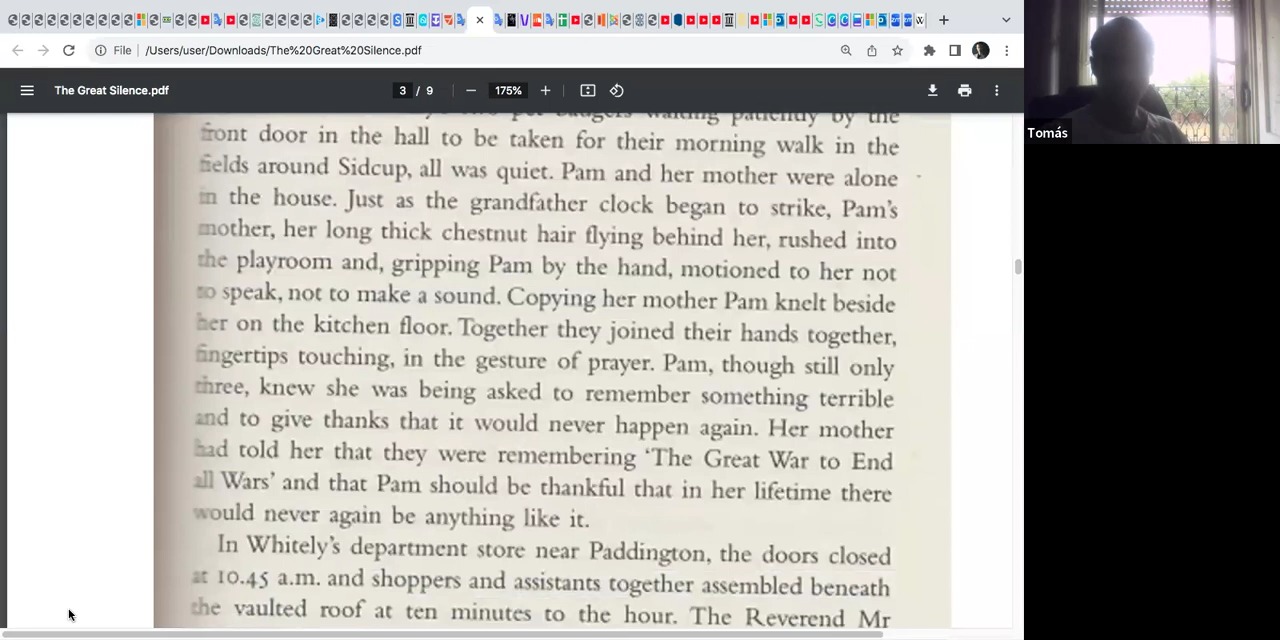 File
/Users/user/Downloads/The%20Great%20Silence.pdf
The Great Silence.pdf
3 / 9
175%
Tomás
patiently by the
front door in the hall to be taken for their morning walk in the
fields around Sidcup, all was quiet. Pam and her mother were alone
in the house. Just as the grandfather clock began to strike, Pam's
mother, her long thick chestnut hair flying behind her, rushed into
the playroom and, gripping Pam by the hand, motioned to her not
to speak, not to make a sound. Copying her mother Pam knelt beside
her on the kitchen floor. Together they joined their hands together,
fingertips touching, in the gesture of prayer. Pam, though still only
three, knew she was being asked to remember something terrible
and to give thanks that it would never happen again. Her mother
had told her that they were remembering ‘The Great War to End
all Wars’ and that Pam should be thankful that in her lifetime there
would never again be anything like it.
In Whitely's department store near Paddington, the doors closed
at 10.45 a.m. and shoppers and assistants together assembled beneath
the vaulted roof at ten minutes to the hour. The Reverend Mr